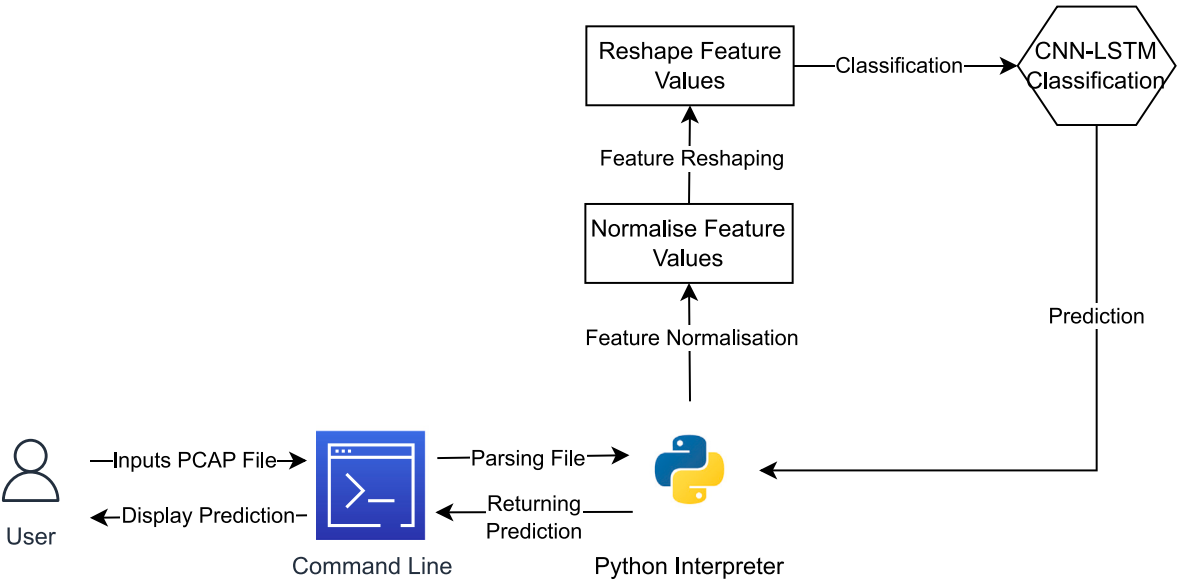 Reshape Feature
Values
Classification
CNN-LSTM
Classification
Feature Reshaping
Normalise Feature
Values
Feature Normalisation
Prediction
Inputs PCAP File
Parsing File
Display Prediction
Returning
Prediction
User
Command Line
Python Interpreter